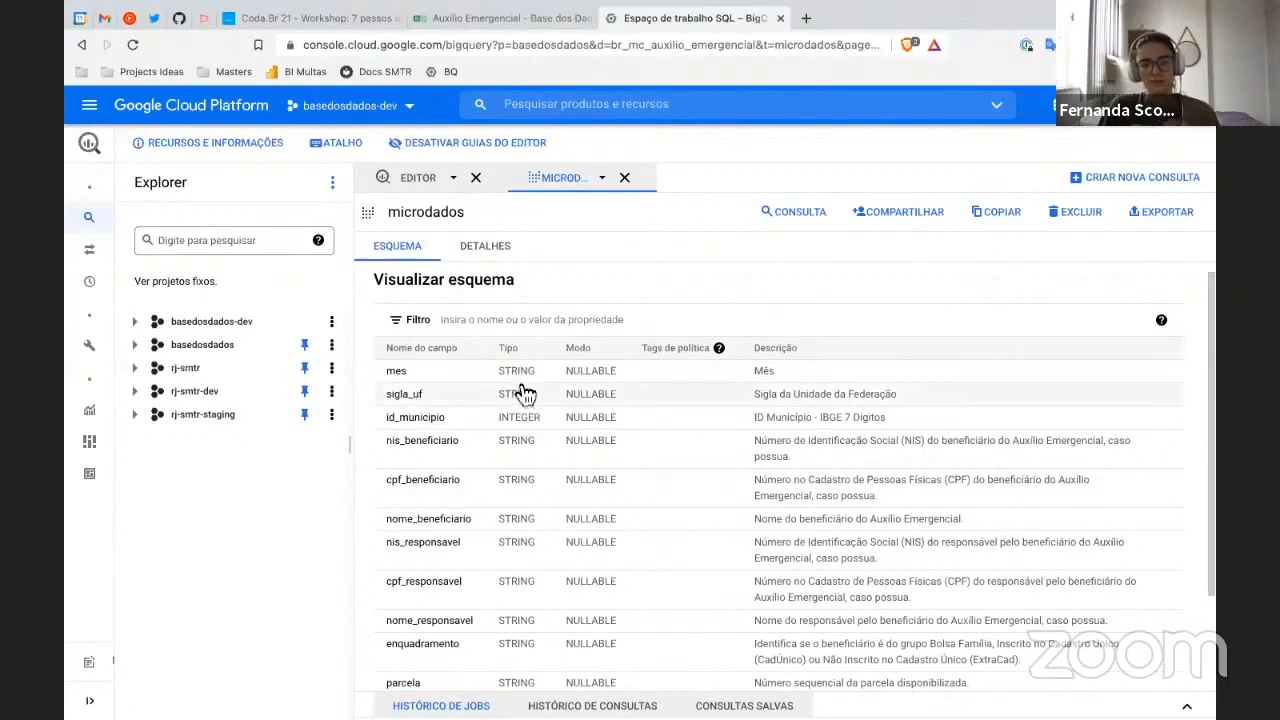 Coda.Br 21 - Workshop: 7 passos
Auxílio Emergencial - Base dos Dad
Espaço de trabalho SQL – BigQ
console.cloud.google.com/bigquery?p=basedosdados&d=br_mc_auxilio_emergencial&t=microdados&page...
Projects Ideas
Masters
BI Multas
Docs SMTR
BQ
Fernanda Sco...
Google Cloud Platform
basedosdados-dev
Pesquisar produtos e recursos
RECURSOS E INFORMAÇÕES
ATALHO
DESATIVAR GUIAS DO EDITOR
Explorer
EDITOR
MICROD...
CRIAR NOVA CONSULTA
microdados
CONSULTA
COMPARTILHAR
COPIAR
EXCLUIR
EXPORTAR
Digite para pesquisar
ESQUEMA
DETALHES
Ver projetos fixos.
basedosdados-dev
basedosdados
rj-smtr
rj-smtr-dev
rj-smtr-staging
Visualizar esquema
Filtro Insira o nome ou o valor da propriedade
Nome do campo Tipo Modo Tags de política Descrição
mes STRING NULLABLE Mês
sigla_uf NULLABLE Sigla da Unidade da Federação
id_municipio INTEGER NULLABLE ID Município - IBGE 7 Dígitos
nis_beneficiario STRING NULLABLE Número de Identificação Social (NIS) do beneficiário do Auxílio Emergencial, caso
possua.
cpf_beneficiario STRING NULLABLE Número no Cadastro de Pessoas Físicas (CPF) do beneficiário do Auxílio
Emergencial, caso possua.
nome_beneficiario STRING NULLABLE Nome do beneficiário do Auxílio Emergencial.
nis_responsavel STRING NULLABLE Número de Identificação Social (NIS) do responsável pelo beneficiário do Auxílio
Emergencial, caso possua.
cpf_responsavel STRING NULLABLE Número no Cadastro de Pessoas Físicas (CPF) do responsável pelo beneficiário do
Auxílio Emergencial, caso possua.
nome_responsavel STRING NULLABLE Nome do responsável pelo beneficiário do Auxílio Emergencial, caso possua.
enquadramento STRING NULLABLE Identifica se o beneficiário é do grupo Bolsa Família, Inscrito no Cadastro Único
(CadÚnico) ou Não Inscrito no Cadastro Único (ExtraCad).
parcela STRING NULLABLE Número sequencial da parcela disponibilizada.
zoom
HISTÓRICO DE JOBS
HISTÓRICO DE CONSULTAS
CONSULTAS SALVAS